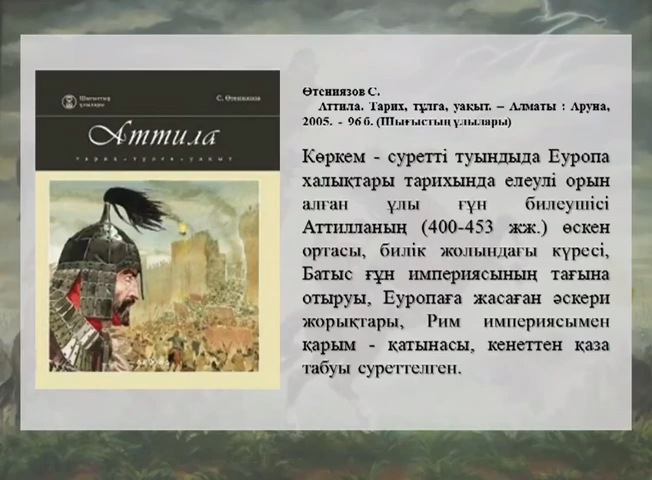 Шығыстың
ұлылары
С. Өтениязов
Аттила
тарих • тұлға • уақыт
Өтениязов С.
Аттила. Тарих, тұлға, уақыт. – Алматы : Аруна,
2005. - 96 б. (Шығыстың ұлылары)
Көркем - суретті туындыда Еуропа
халықтары тарихында елеулі орын
алған ұлы ғұн билеушісі
Аттилланың (400-453 жж.) өскен
ортасы, билік жолындағы күресі,
Батыс ғұн империясының тағына
отыруы, Еуропаға жасаған әскери
жорықтары, Рим империясымен
қарым - қатынасы, кенеттен қаза
табуы суреттелген.